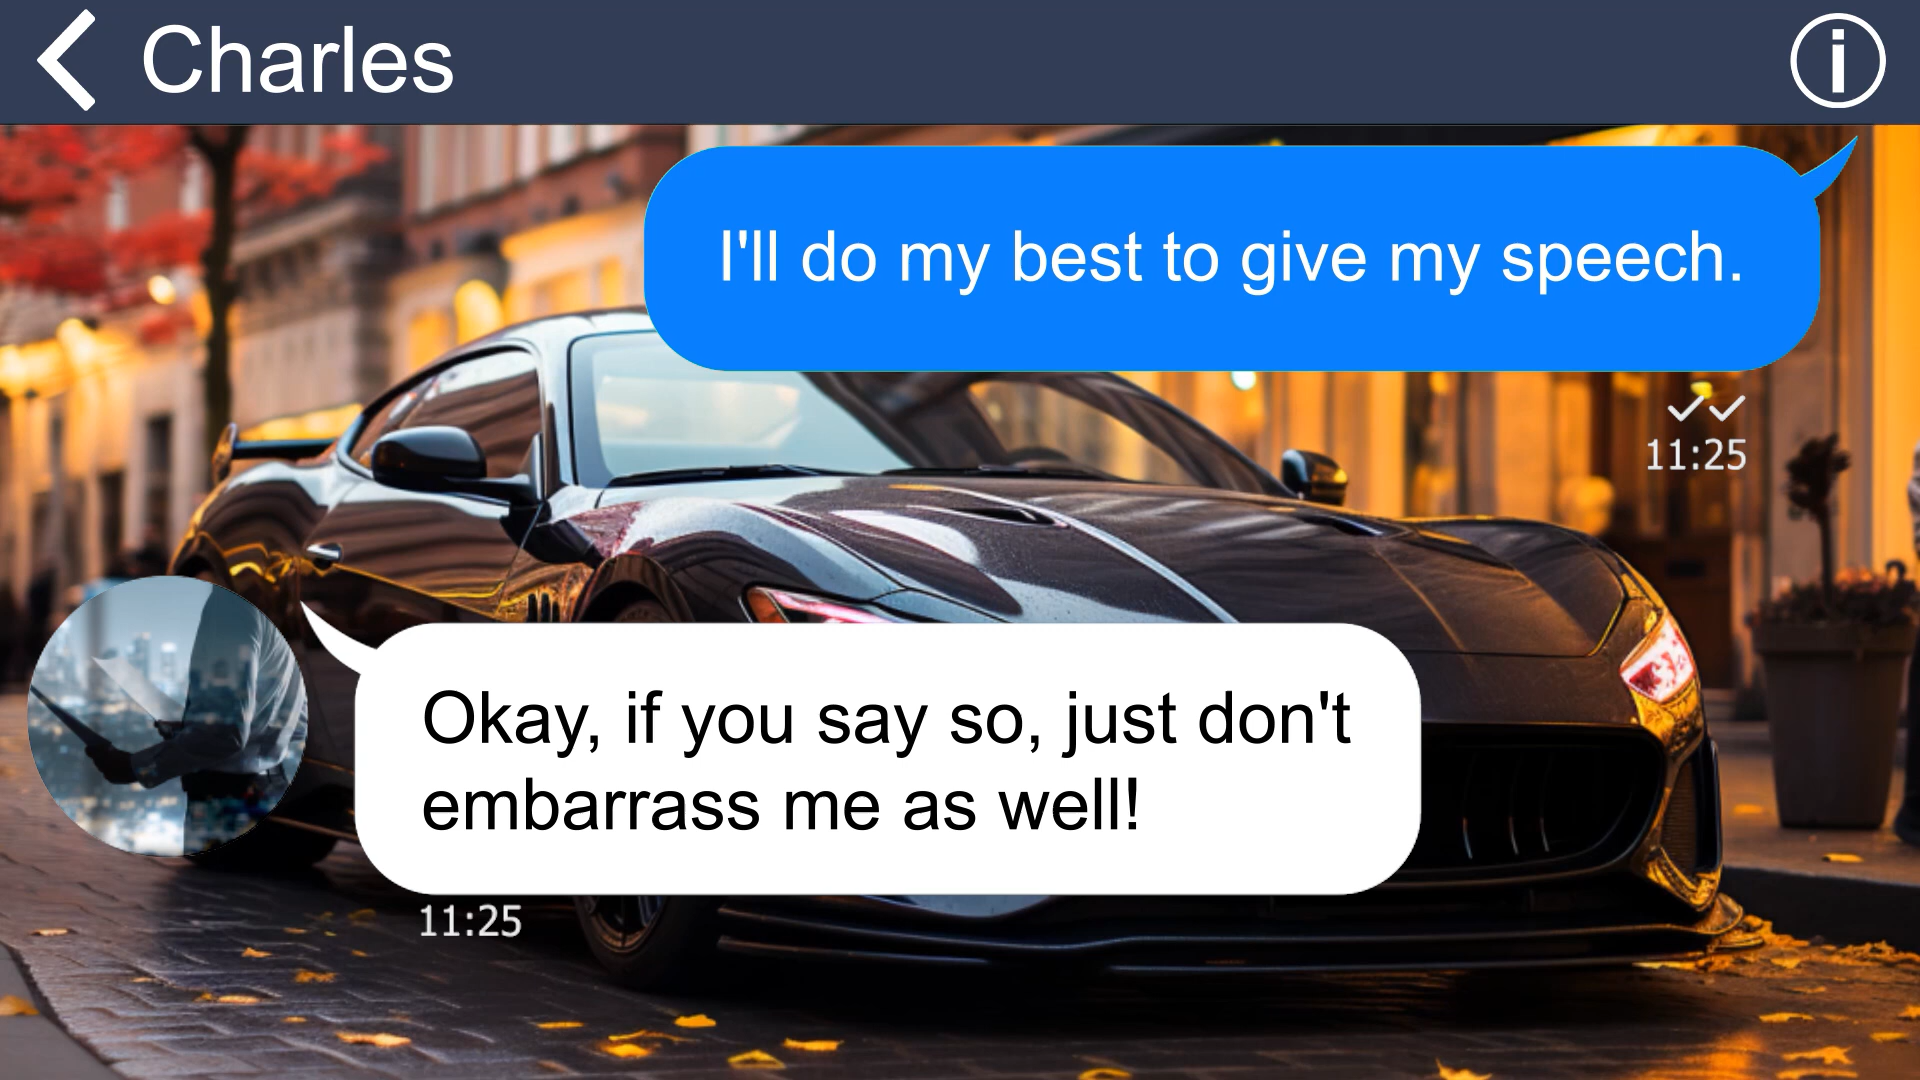 Charles
I'll do my best to give my speech.
11:25
Okay, if you say so, just don't
embarrass me as well!
11:25